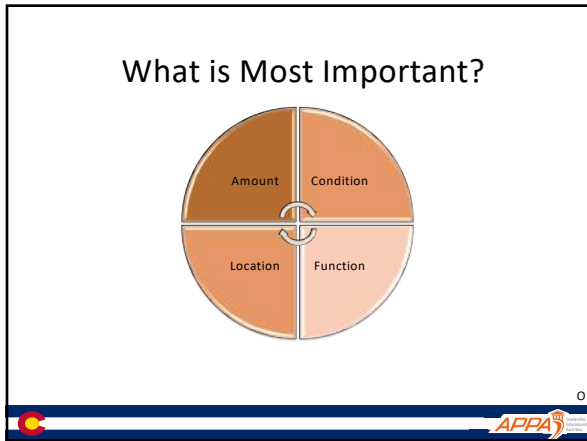 What is Most Important?
Amount
Condition
Location
Function
O
APPA